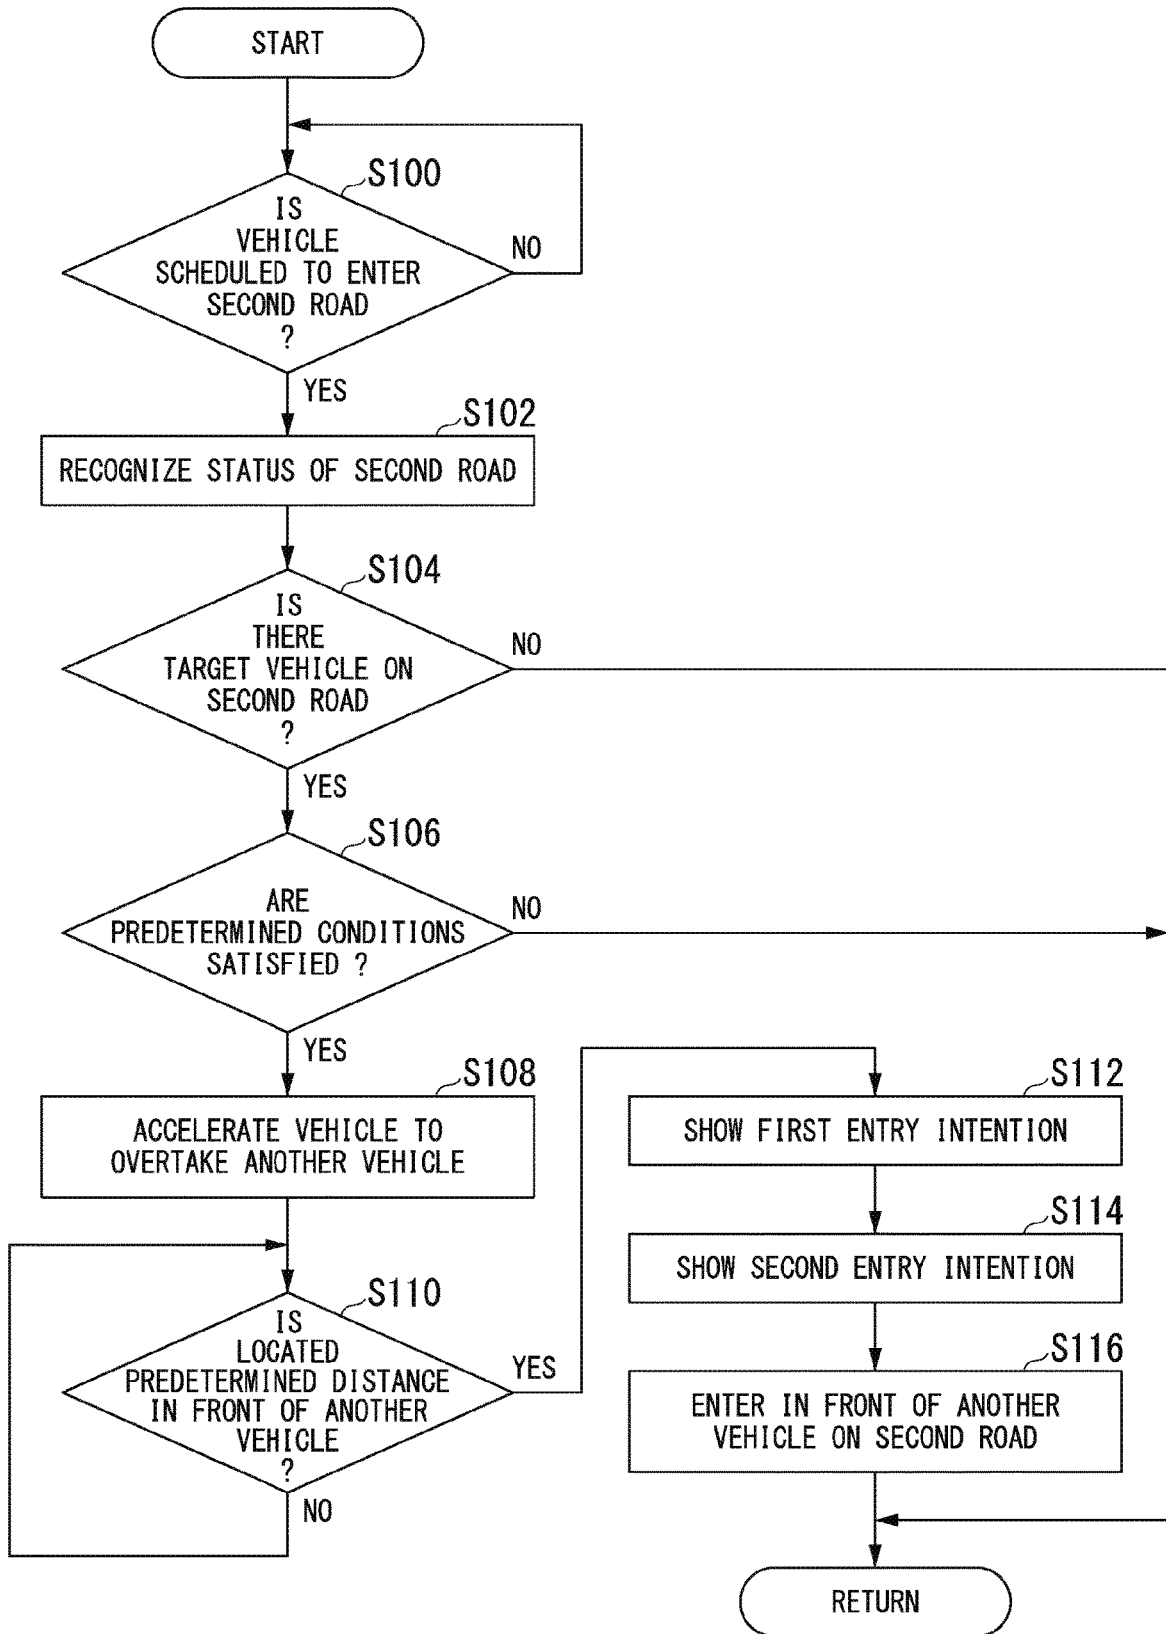 START
S100
IS
VEHICLE
SCHEDULED TO ENTER
SECOND ROAD
?
NO
YES
S102
RECOGNIZE STATUS OF SECOND ROAD
S104
IS
THERE
TARGET VEHICLE ON
SECOND ROAD
?
NO
YES
S106
ARE
PREDETERMINED CONDITIONS
SATISFIED ?
NO
YES
S108
ACCELERATE VEHICLE TO
OVERTAKE ANOTHER VEHICLE
S110
IS
LOCATED
PREDETERMINED DISTANCE
IN FRONT OF ANOTHER
VEHICLE
?
YES
NO
S112
SHOW FIRST ENTRY INTENTION
S114
SHOW SECOND ENTRY INTENTION
S116
ENTER IN FRONT OF ANOTHER
VEHICLE ON SECOND ROAD
RETURN